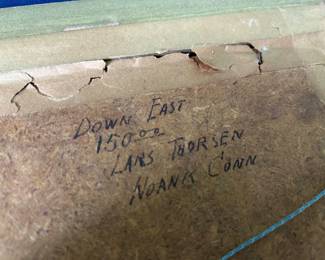 DOWN EAST
150.00
LARS THORSEN
NOANK CONN